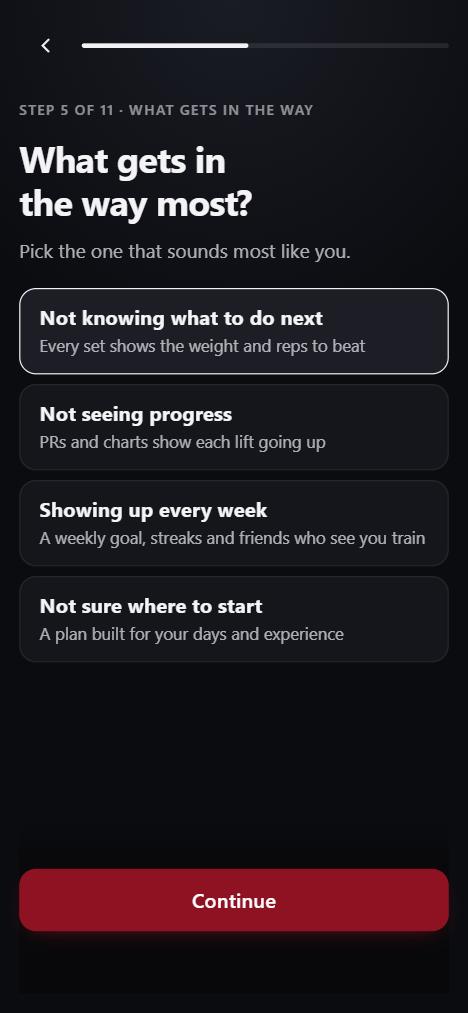 STEP 5 OF 11 · WHAT GETS IN THE WAY
What gets in
the way most?
Pick the one that sounds most like you.
Not knowing what to do next
Every set shows the weight and reps to beat
Not seeing progress
PRs and charts show each lift going up
Showing up every week
A weekly goal, streaks and friends who see you train
Not sure where to start
A plan built for your days and experience
Continue